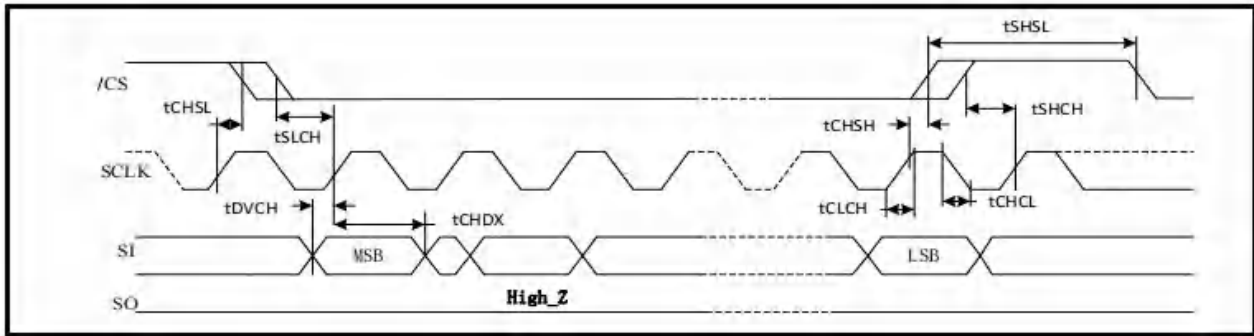 tSHSL
/CS
tCHSL
tSLCH
tCHSH
tSHCH
SCLK
tDVCH
tCHDX
tCLCH
tCHCL
SI
MSB
LSB
High_Z
SO